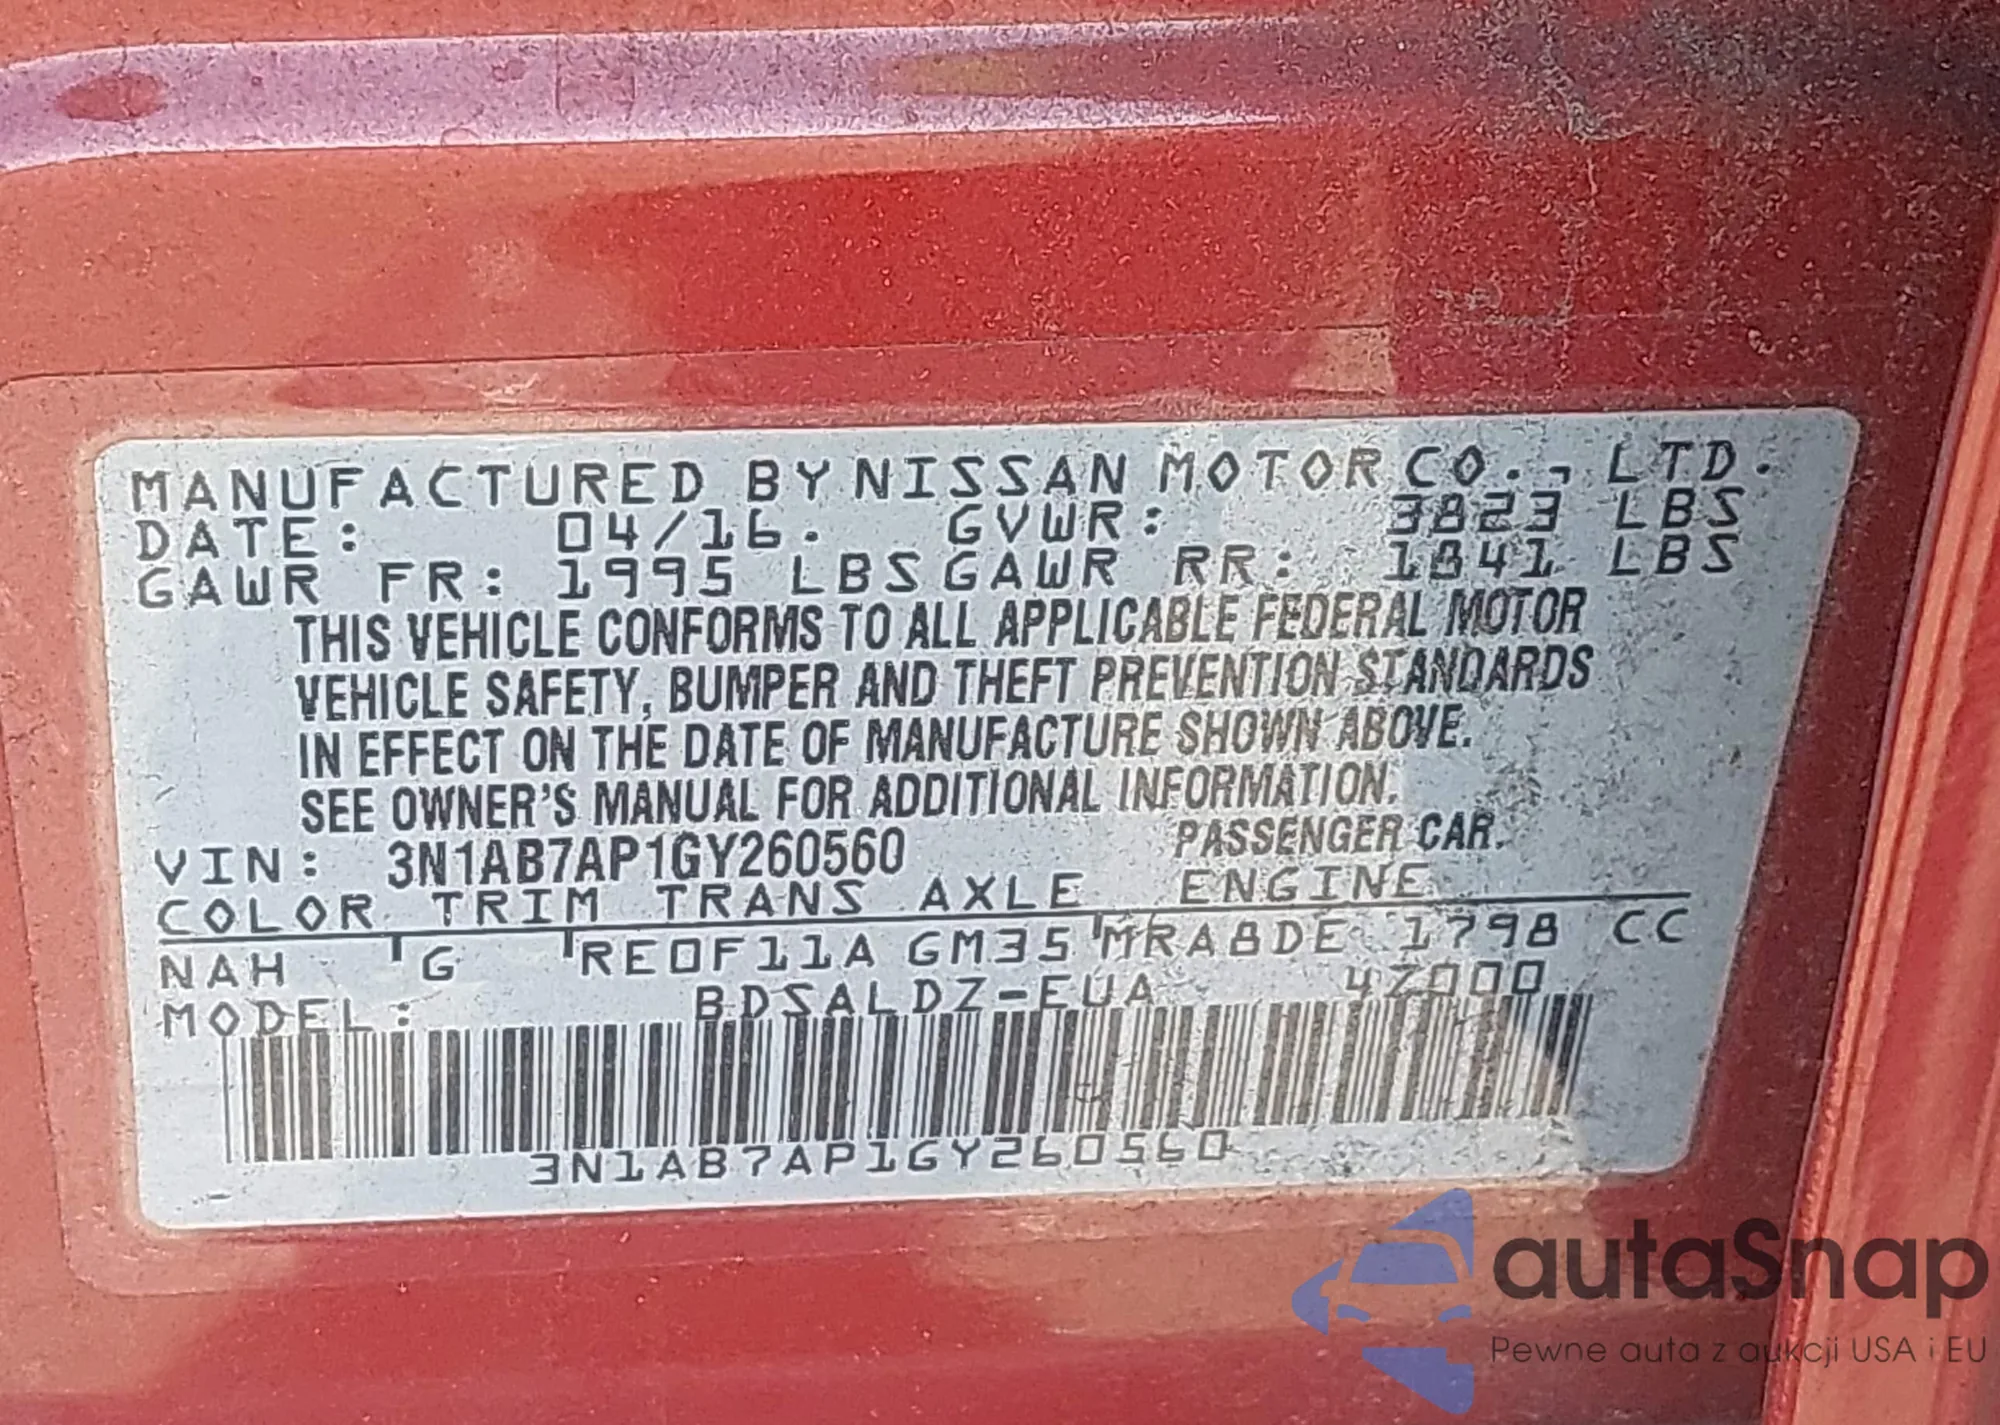 MANUFACTURED BY NISSAN MOTOR CO., LTD.
DATE: 04/16. GVWR: 3823 LBS
GAWR FR: 1995 LBS GAWR RR: 1841 LBS
THIS VEHICLE CONFORMS TO ALL APPLICABLE FEDERAL MOTOR
VEHICLE SAFETY, BUMPER AND THEFT PREVENTION STANDARDS
IN EFFECT ON THE DATE OF MANUFACTURE SHOWN ABOVE.
SEE OWNER'S MANUAL FOR ADDITIONAL INFORMATION.
VIN: 3N1AB7AP1GY260560 PASSENGER CAR.
COLOR TRIM TRANS AXLE ENGINE
NAH G RE0F11A GM35 MRA8DE 1798 CC
MODEL: BDSALDZ-EUA 47000
3N1AB7AP1GY260560
autaSnap
Pewne auta z aukcji USA i EU